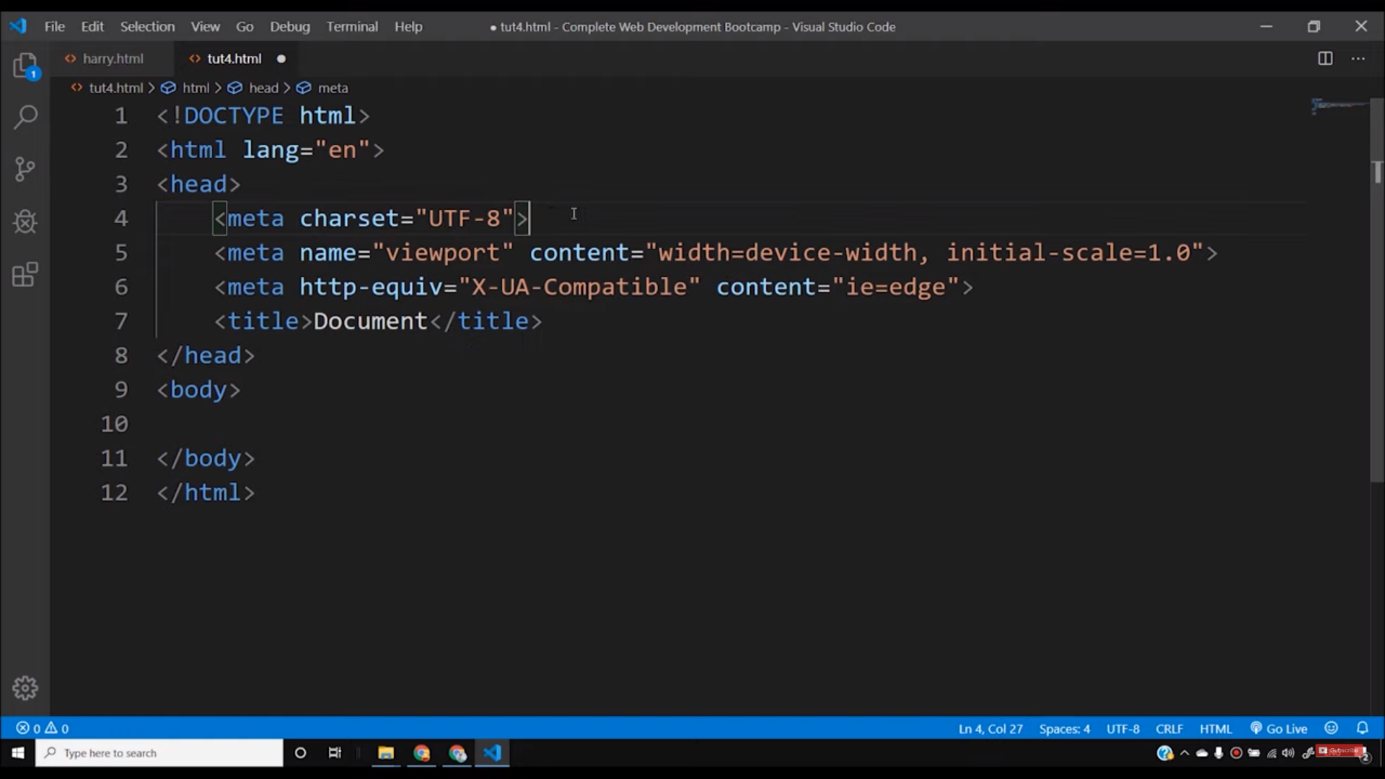 File Edit Selection View Go Debug Terminal Help ● tut4.html - Complete Web Development Bootcamp - Visual Studio Code
<> harry.html <> tut4.html ●
1
<> tut4.html > html > head > meta
1 <!DOCTYPE html>
2 <html lang="en">
3 <head>
4     <meta charset="UTF-8">
5     <meta name="viewport" content="width=device-width, initial-scale=1.0">
6     <meta http-equiv="X-UA-Compatible" content="ie=edge">
7     <title>Document</title>
8 </head>
9 <body>
10
11 </body>
12 </html>
0 0 Ln 4, Col 27 Spaces: 4 UTF-8 CRLF HTML Go Live
Type here to search Subscribe 2